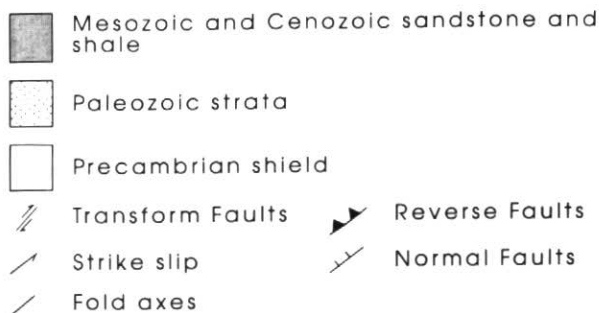 Mesozoic and Cenozoic sandstone and
shale
Paleozoic strata
Precambrian shield
Transform Faults
Reverse Faults
Strike slip
Normal Faults
Fold axes